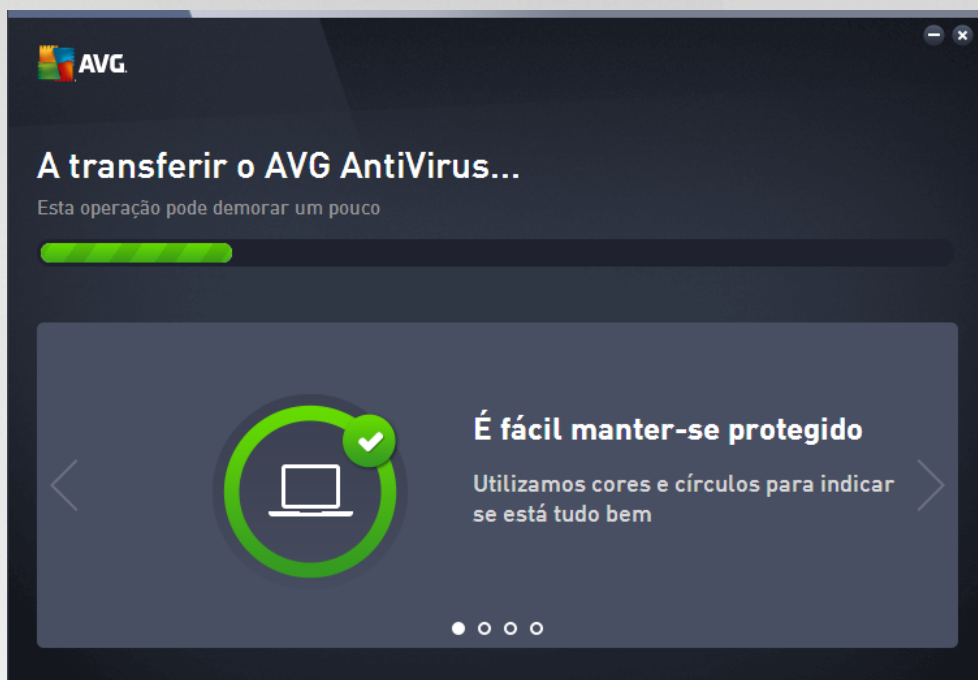 AVG
A transferir o AVG AntiVirus...
Esta operação pode demorar um pouco
É fácil manter-se protegido
Utilizamos cores e círculos para indicar
se está tudo bem